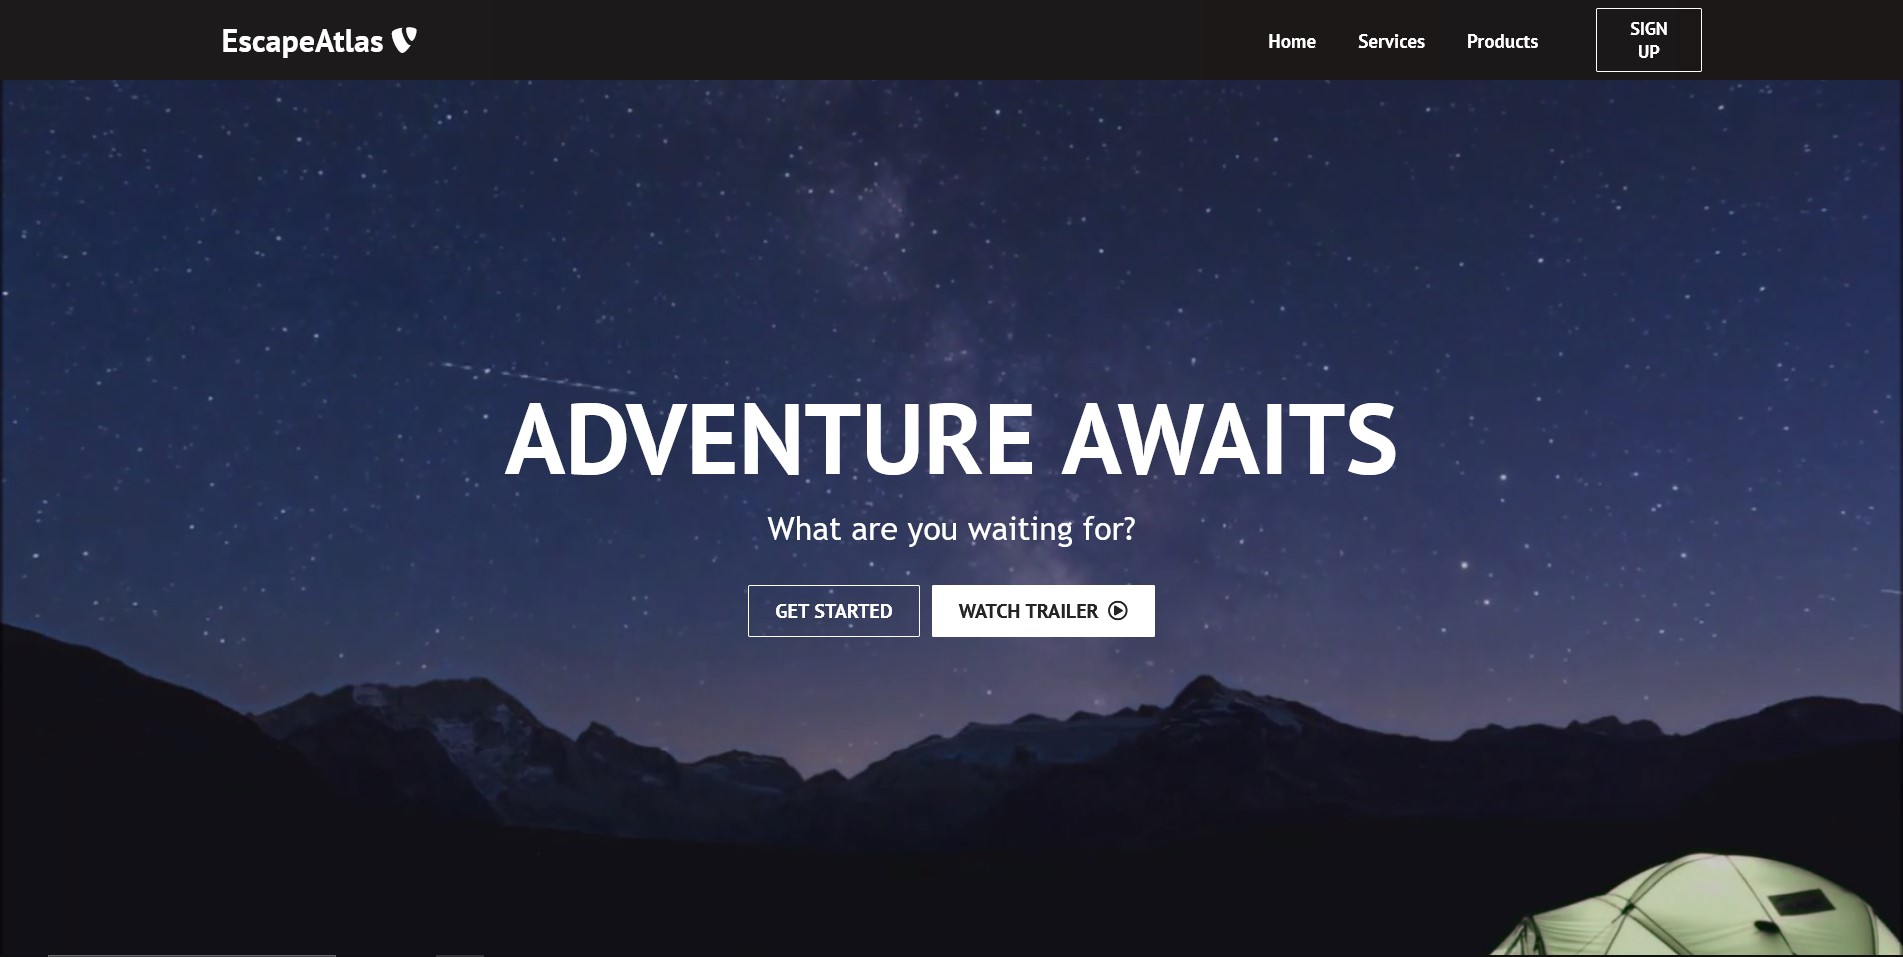 EscapeAtlas
Home
Services
Products
SIGN
UP
ADVENTURE AWAITS
What are you waiting for?
GET STARTED
WATCH TRAILER